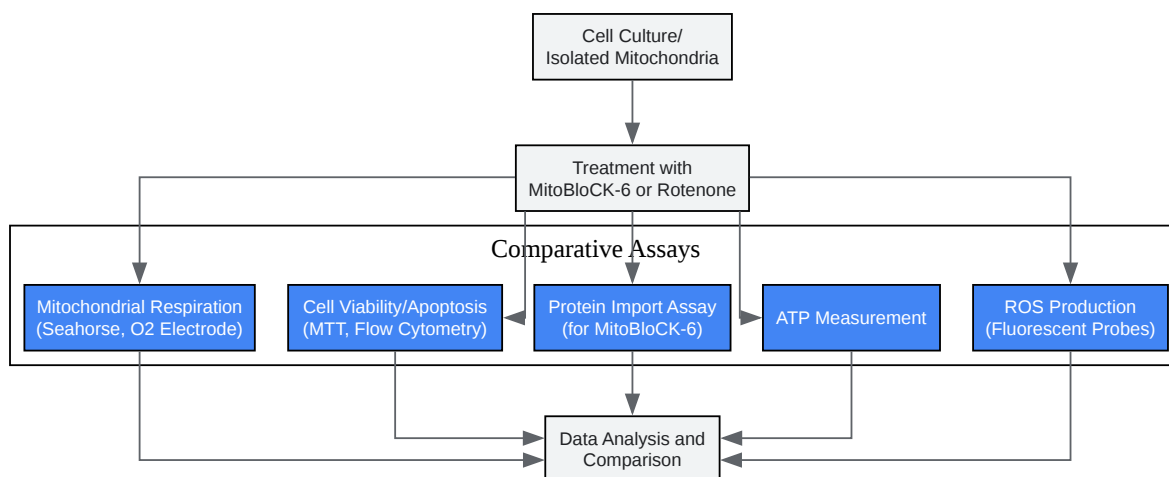 Cell Culture/
Isolated Mitochondria
Treatment with
MitoBloCK-6 or Rotenone
Comparative Assays
Mitochondrial Respiration
(Seahorse, O2 Electrode)
Cell Viability/Apoptosis
(MTT, Flow Cytometry)
Protein Import Assay
(for MitoBloCK-6)
ATP Measurement
ROS Production
(Fluorescent Probes)
Data Analysis and
Comparison